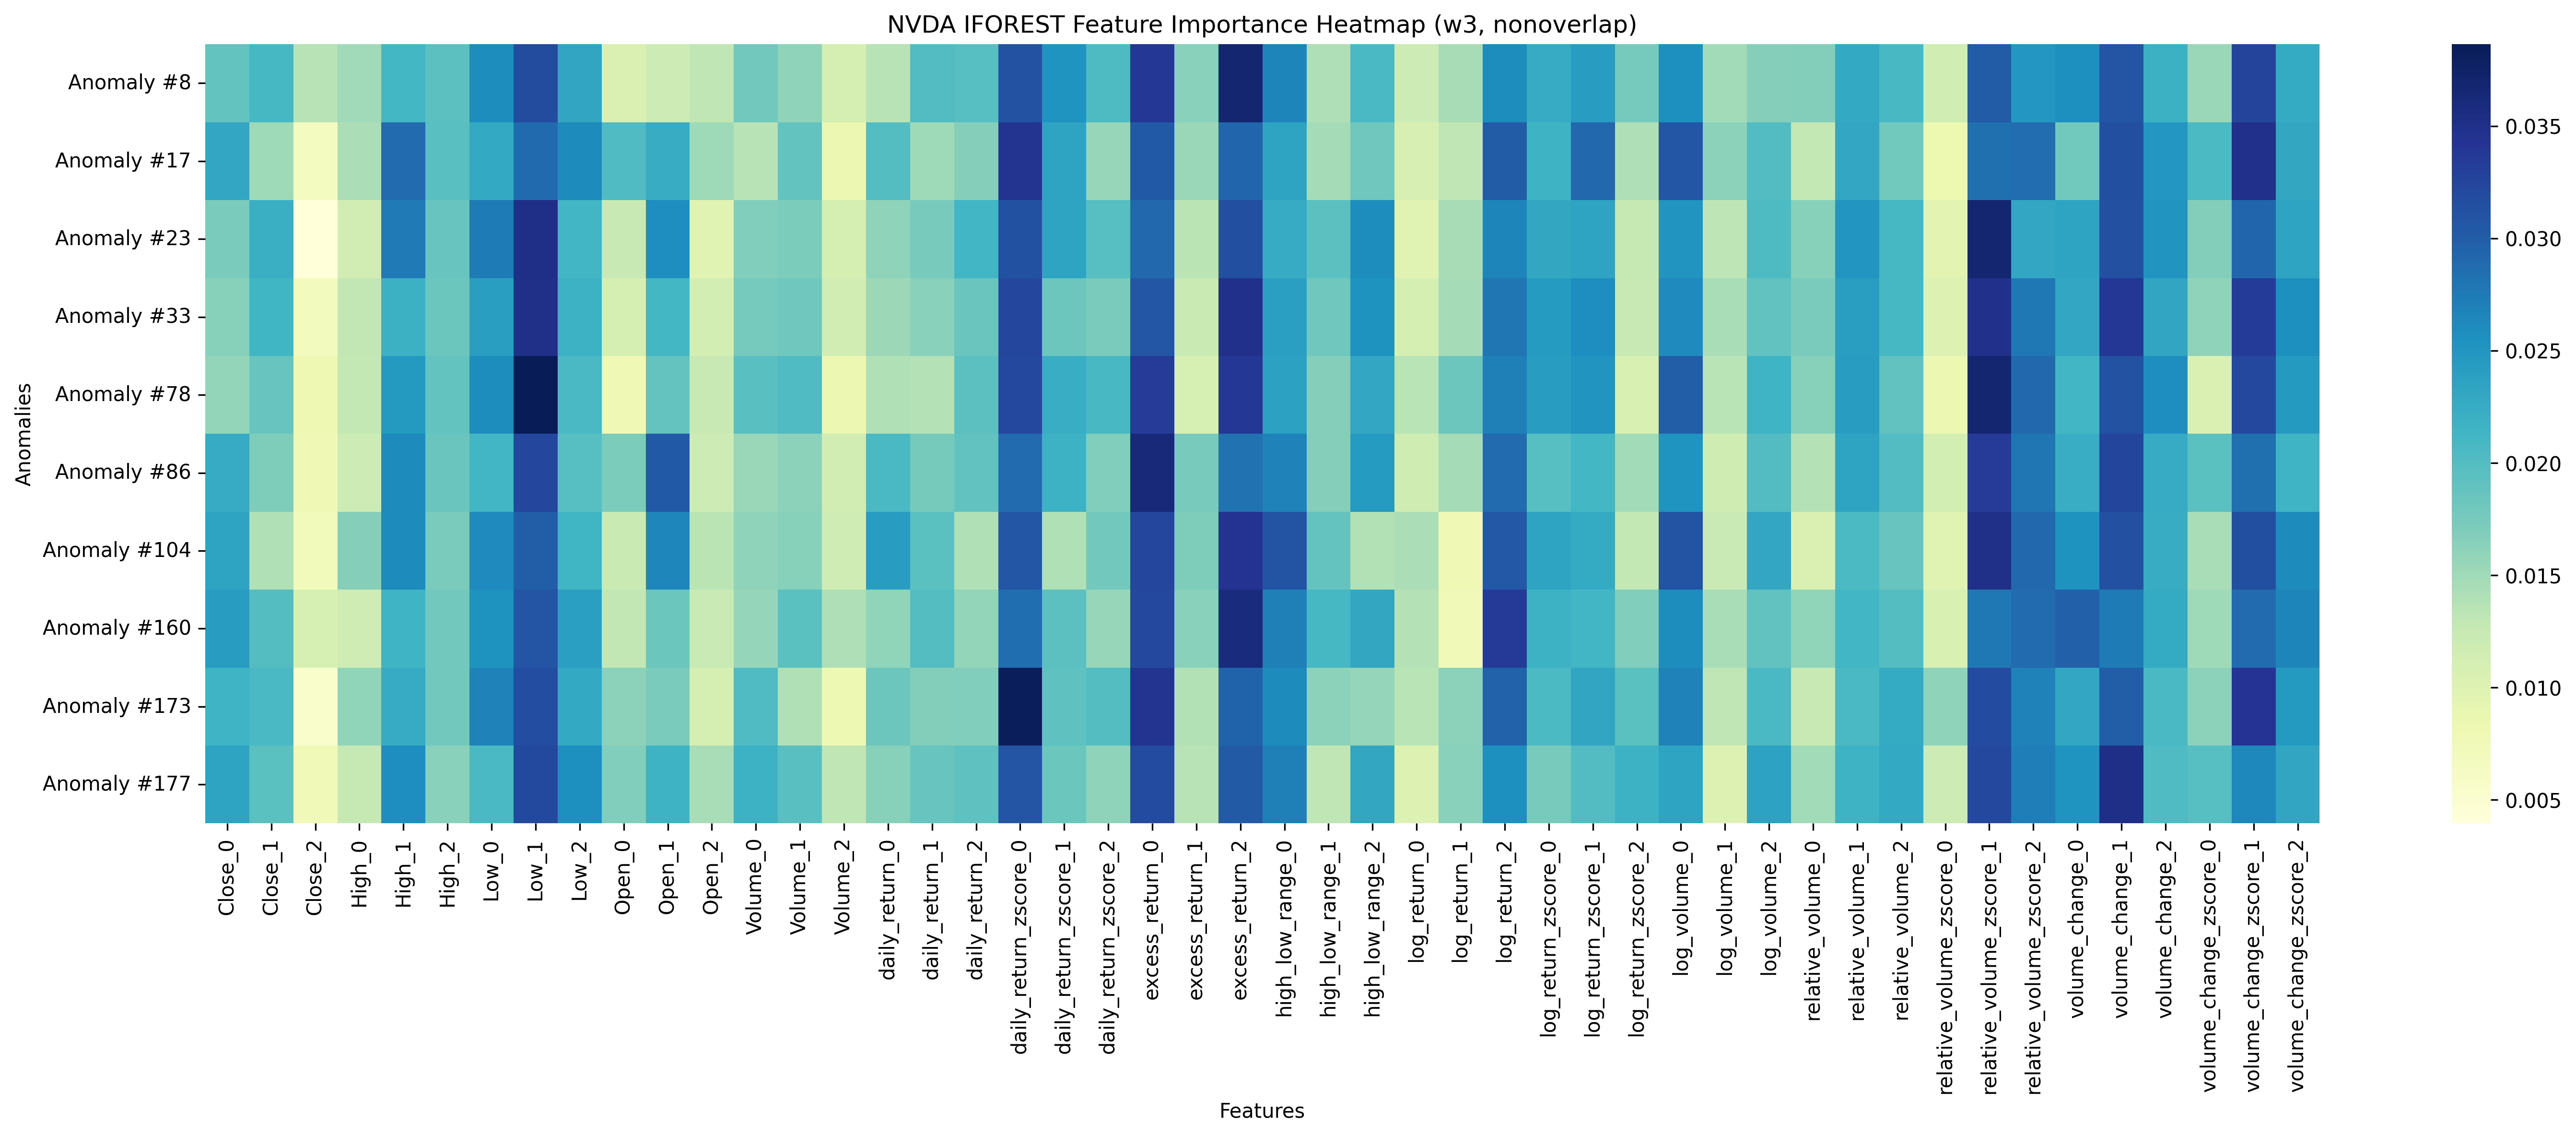 NVDA IFOREST Feature Importance Heatmap (w3, nonoverlap)
Anomalies
Anomaly #8
Anomaly #17
Anomaly #23
Anomaly #33
Anomaly #78
Anomaly #86
Anomaly #104
Anomaly #160
Anomaly #173
Anomaly #177
0.035
0.030
0.025
0.020
0.015
0.010
0.005
Close_0
Close_1
Close_2
High_0
High_1
High_2
Low_0
Low_1
Low_2
Open_0
Open_1
Open_2
Volume_0
Volume_1
Volume_2
daily_return_0
daily_return_1
daily_return_2
daily_return_zscore_0
daily_return_zscore_1
daily_return_zscore_2
excess_return_0
excess_return_1
excess_return_2
high_low_range_0
high_low_range_1
high_low_range_2
log_return_0
log_return_1
log_return_2
log_return_zscore_0
log_return_zscore_1
log_return_zscore_2
log_volume_0
log_volume_1
log_volume_2
relative_volume_0
relative_volume_1
relative_volume_2
relative_volume_zscore_0
relative_volume_zscore_1
relative_volume_zscore_2
volume_change_0
volume_change_1
volume_change_2
volume_change_zscore_0
volume_change_zscore_1
volume_change_zscore_2
Features